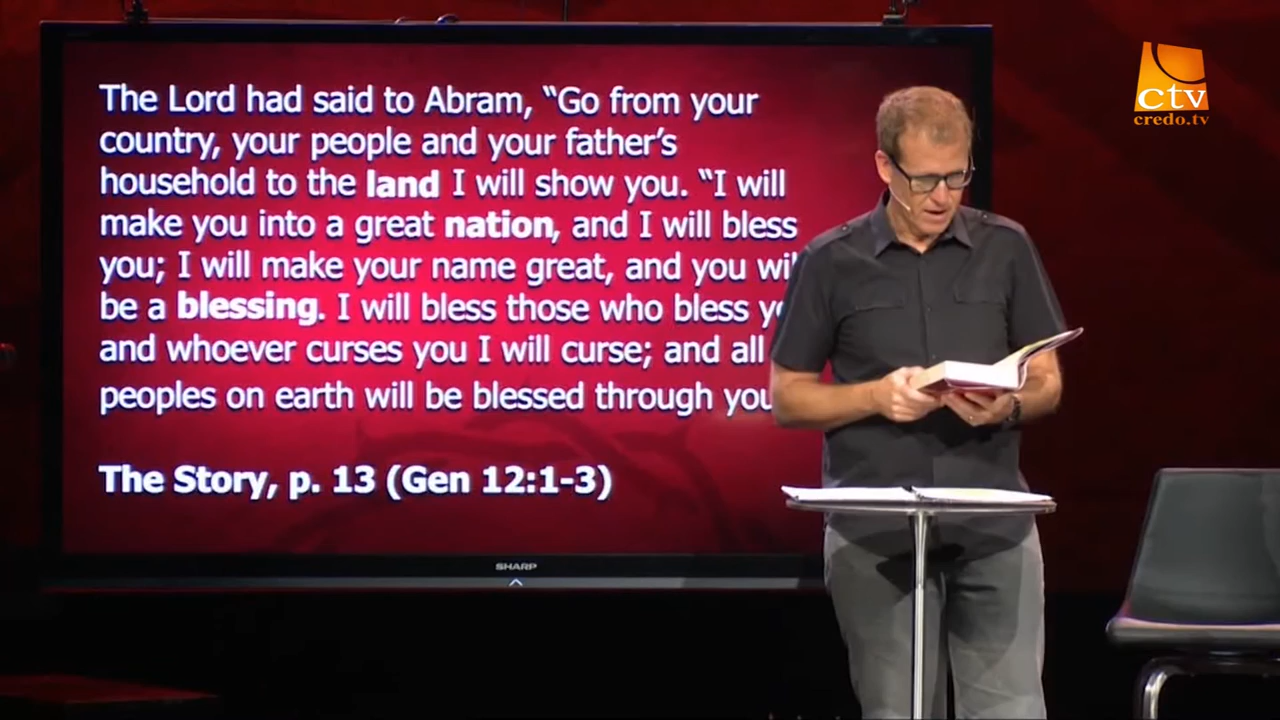 The Lord had said to Abram, “Go from your
country, your people and your father’s
household to the land I will show you. “I will
make you into a great nation, and I will bless
you; I will make your name great, and you
be a blessing. I will bless those who bless
and whoever curses you I will curse; and all
peoples on earth will be blessed through you
The Story, p. 13 (Gen 12:1-3)
SHARP
ctv
credo.tv